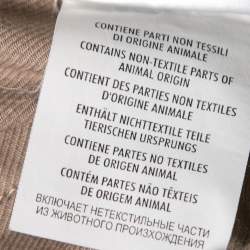 CONTIENE PARTI NON TESSILI
DI ORIGINE ANIMALE
CONTAINS NON-TEXTILE PARTS OF
ANIMAL ORIGIN
CONTIENT DES PARTIES NON TEXTILES
D'ORIGINE ANIMALE
ENTHÄLT NICHTTEXTILE TEILE
TIERISCHEN URSPRUNGS
CONTIENE PARTES NO TEXTILES
DE ORIGEN ANIMAL
CONTÉM PARTES NÃO TÊXTEIS
DE ORIGEM ANIMAL
ВКЛЮЧАЕТ НЕТЕКСТИЛЬНЫЕ ЧАСТИ
ИЗ ЖИВОТНОГО ПРОИСХОЖДЕНИЯ